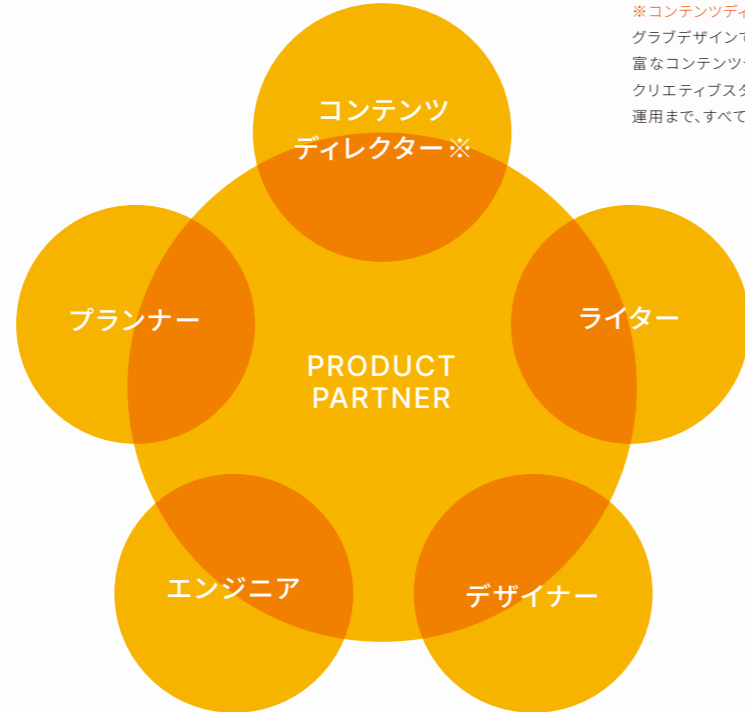 ※コンテンツディ
グラブデザインで
富なコンテンツ
クリエティブスタ
運用まで、すべて
コンテンツ
ディレクター※
プランナー
ライター
PRODUCT
PARTNER
エンジニア
デザイナー